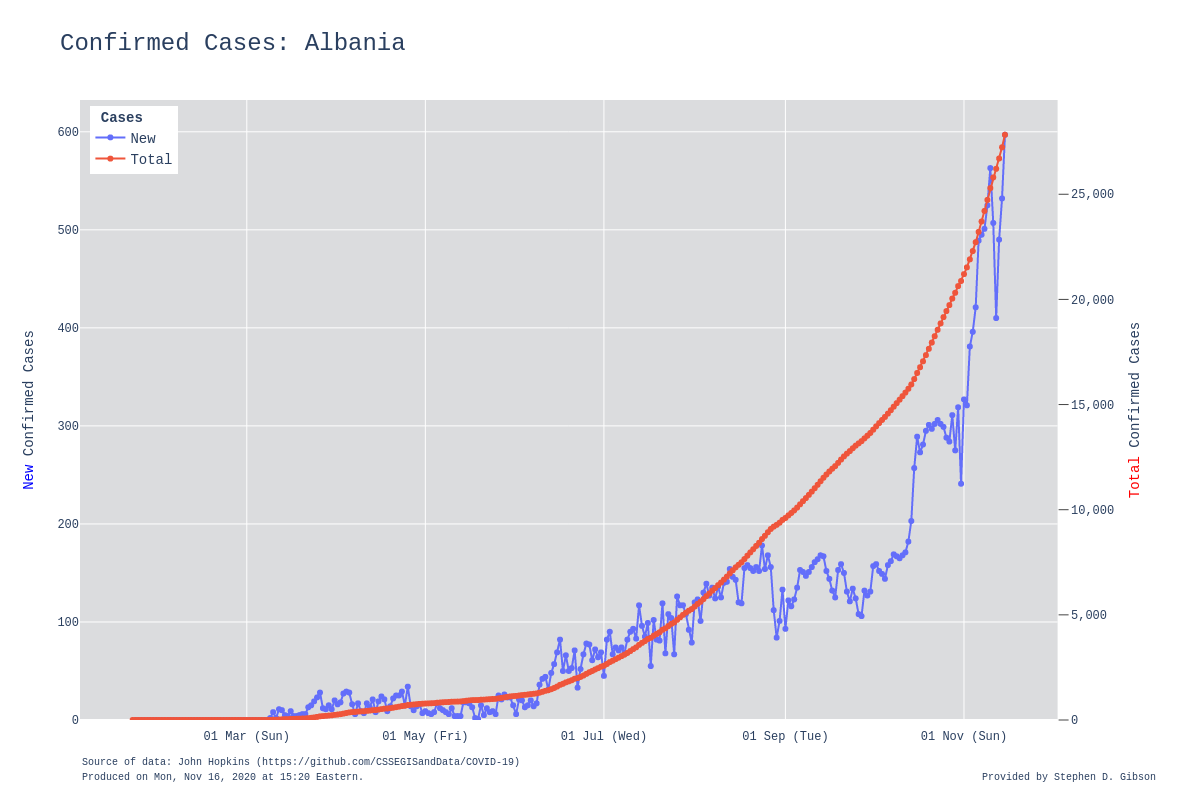 Confirmed Cases: Albania
Cases
New
Total
600
500
400
300
200
100
0
25,000
20,000
15,000
10,000
5,000
0
New Confirmed Cases
Total Confirmed Cases
01 Mar (Sun)
01 May (Fri)
01 Jul (Wed)
01 Sep (Tue)
01 Nov (Sun)
Source of data: John Hopkins (https://github.com/CSSEGISandData/COVID-19)
Produced on Mon, Nov 16, 2020 at 15:20 Eastern.
Provided by Stephen D. Gibson